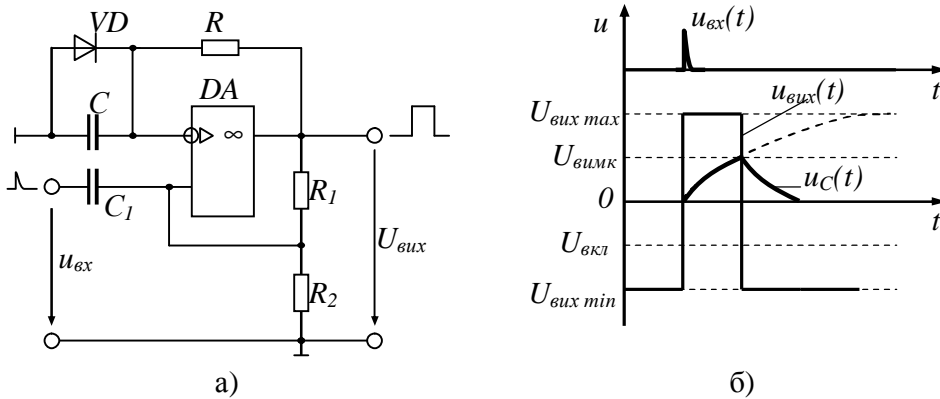 VD
R
C
DA
∞
C₁
R₁
uвх
Uвих
R₂
а)
u
uвх(t)
t
Uвих max
uвих(t)
Uвимк
0
uC(t)
t
Uвкл
Uвих min
б)